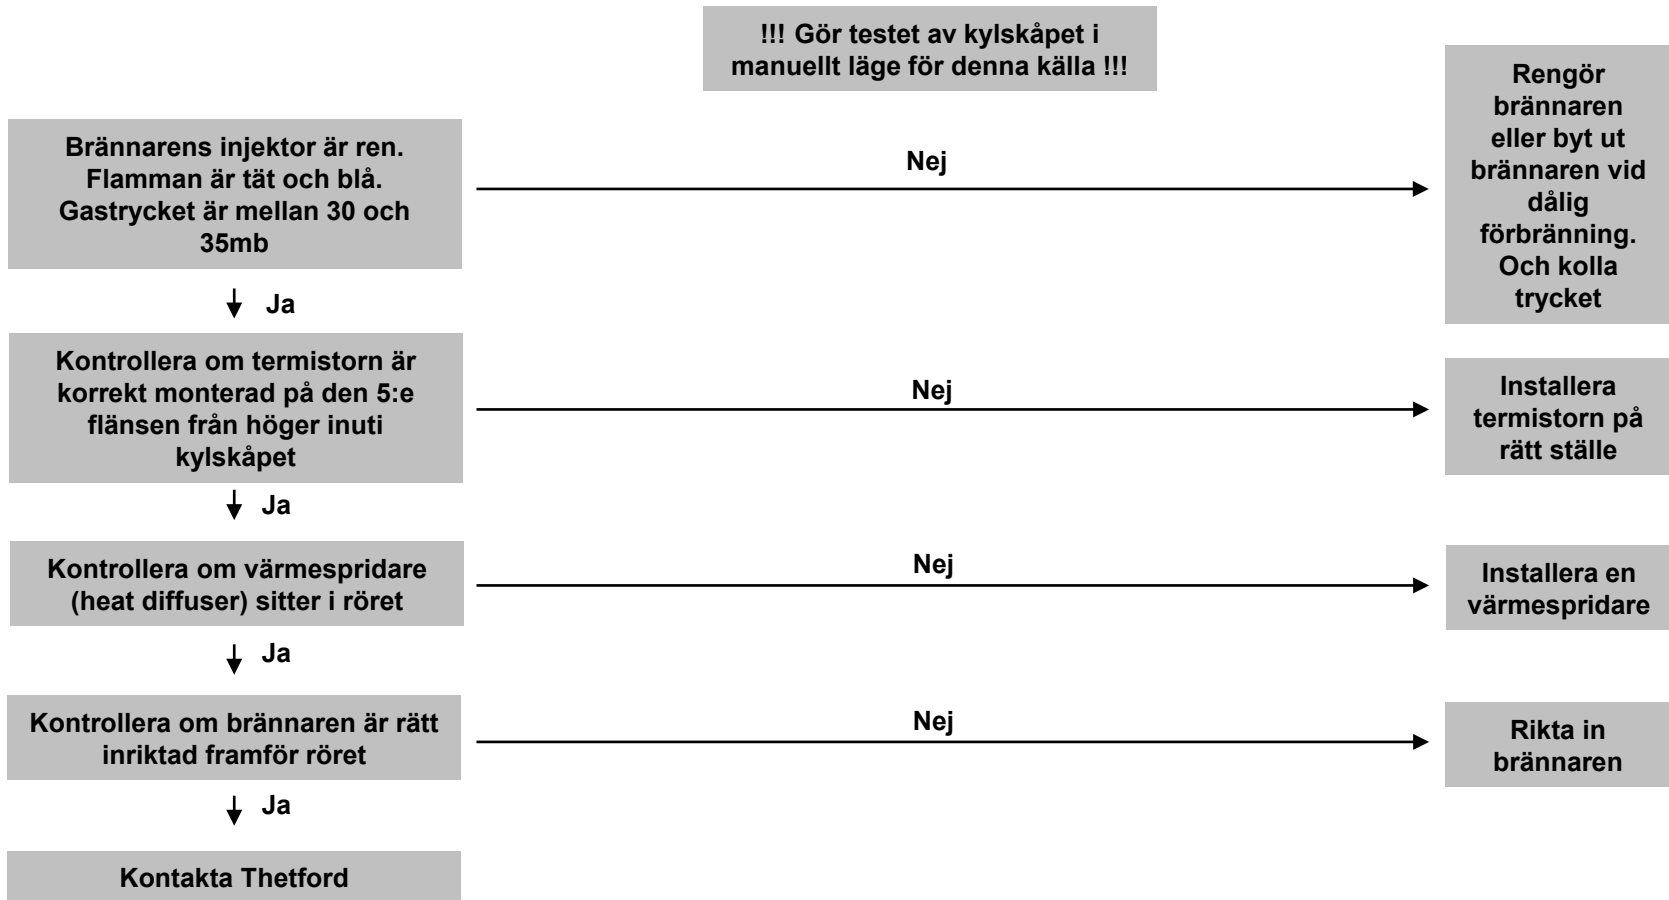 !!! Gör testet av kylskåpet i
manuellt läge för denna källa !!!
Brännarens injektor är ren.
Flamman är tät och blå.
Gastrycket är mellan 30 och
35mb
Nej
Rengör
brännaren
eller byt ut
brännaren vid
dålig
förbränning.
Och kolla
trycket
Ja
Kontrollera om termistorn är
korrekt monterad på den 5:e
flänsen från höger inuti
kylskåpet
Nej
Installera
termistorn på
rätt ställe
Ja
Kontrollera om värmespridare
(heat diffuser) sitter i röret
Nej
Installera en
värmespridare
Ja
Kontrollera om brännaren är rätt
inriktad framför röret
Nej
Rikta in
brännaren
Ja
Kontakta Thetford